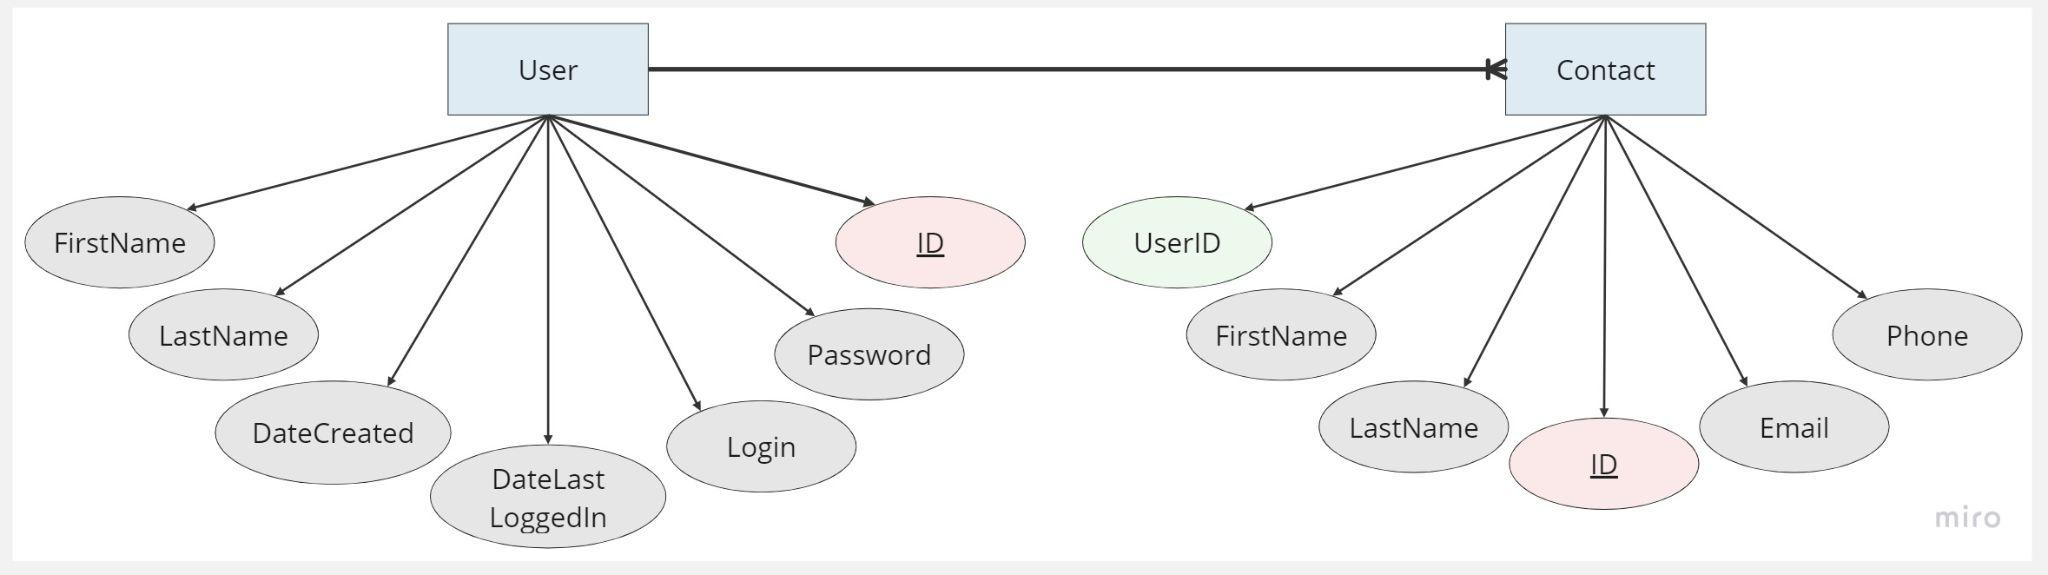 User
Contact
FirstName
LastName
DateCreated
DateLast
LoggedIn
Login
Password
ID
UserID
FirstName
LastName
ID
Email
Phone
miro